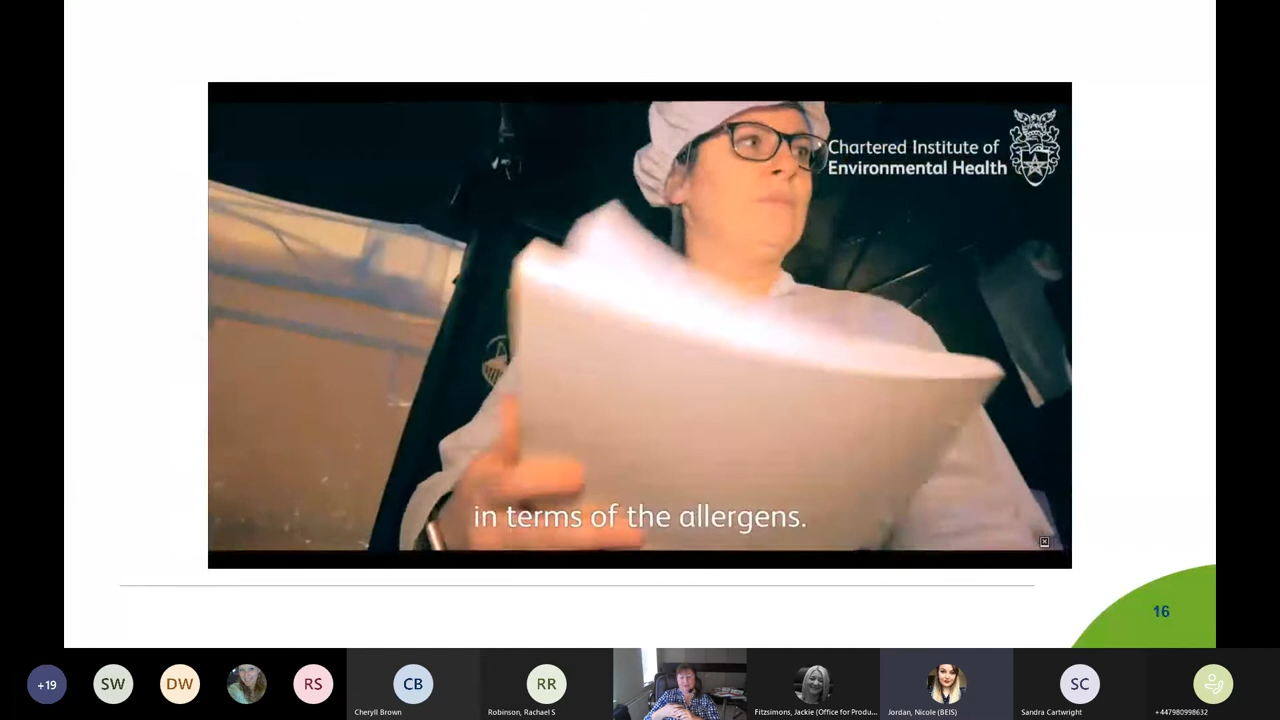 Chartered Institute of
Environmental Health
in terms of the allergens.
16
+19
SW
DW
RS
CB
RR
SC
Cheryll Brown
Robinson, Rachael S
Fitzsimons, Jackie (Office for Produ...
Jordan, Nicole (BEIS)
Sandra Cartwright
+447980998632